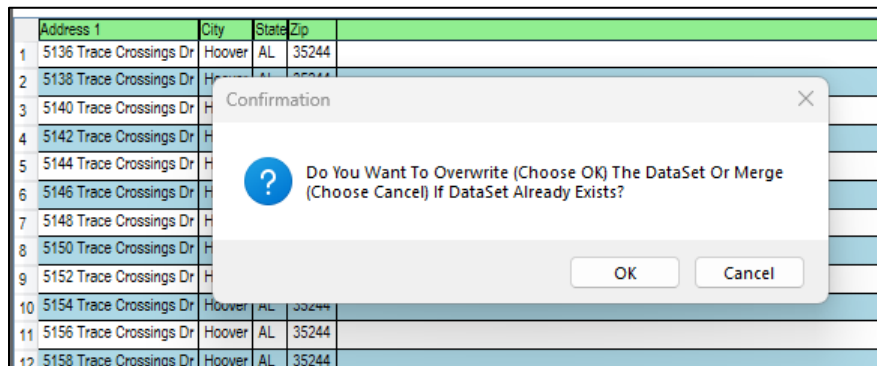 Address 1 City State Zip
1 5136 Trace Crossings Dr Hoover AL 35244
2 5138 Trace Crossings Dr
3 5140 Trace Crossings Dr
4 5142 Trace Crossings Dr
5 5144 Trace Crossings Dr
6 5146 Trace Crossings Dr
7 5148 Trace Crossings Dr
8 5150 Trace Crossings Dr
9 5152 Trace Crossings Dr
10 5154 Trace Crossings Dr Hoover AL 35244
11 5156 Trace Crossings Dr Hoover AL 35244
12 5158 Trace Crossings Dr Hoover AL 35244
Confirmation
Do You Want To Overwrite (Choose OK) The DataSet Or Merge
(Choose Cancel) If DataSet Already Exists?
OK Cancel